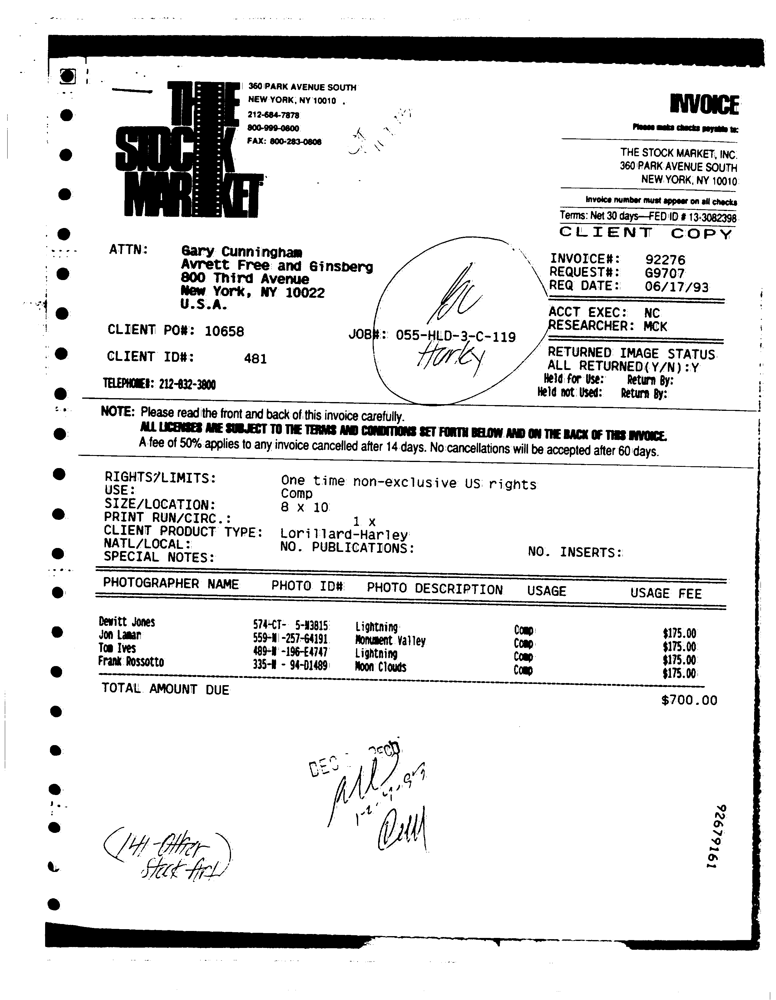 THE STOCK MARKET
360 PARK AVENUE SOUTH
NEW YORK, NY 10010
212-684-7878
800-999-0800
FAX: 800-283-0808
INVOICE
Please make checks payable to:
THE STOCK MARKET, INC.
360 PARK AVENUE SOUTH
NEW YORK, NY 10010
Invoice number must appear on all checks
Terms: Net 30 days—FED ID # 13-3082398
CLIENT COPY
ATTN: Gary Cunningham
Avrett Free and Ginsberg
800 Third Avenue
New York, NY 10022
U.S.A.
INVOICE#: 92276
REQUEST#: G9707
REQ DATE: 06/17/93
ACCT EXEC: NC
RESEARCHER: MCK
CLIENT PO#: 10658 JOB#: 055-HLD-3-C-119
Harley
CLIENT ID#: 481
RETURNED IMAGE STATUS
ALL RETURNED(Y/N):Y
Held for Use: Return By:
Held not Used: Return By:
TELEPHONE#: 212-832-3800
NOTE: Please read the front and back of this invoice carefully.
ALL LICENSES ARE SUBJECT TO THE TERMS AND CONDITIONS SET FORTH BELOW AND ON THE BACK OF THIS INVOICE.
A fee of 50% applies to any invoice cancelled after 14 days. No cancellations will be accepted after 60 days.
RIGHTS/LIMITS: One time non-exclusive US rights
USE: Comp
SIZE/LOCATION: 8 x 10
PRINT RUN/CIRC.: 1 x
CLIENT PRODUCT TYPE: Lorillard-Harley
NATL/LOCAL: NO. PUBLICATIONS: NO. INSERTS:
SPECIAL NOTES:
PHOTOGRAPHER NAME PHOTO ID# PHOTO DESCRIPTION USAGE USAGE FEE
Dewitt Jones 574-CT- 5-N3815 Lightning Comp $175.00
Jon Lamar 559-N -257-G4191 Monument Valley Comp $175.00
Tom Ives 489-N -196-E4747 Lightning Comp $175.00
Frank Rossotto 335-N - 94-D1489 Moon Clouds Comp $175.00
TOTAL AMOUNT DUE $700.00
DEC
(141-Other
Stock Art)
92679161